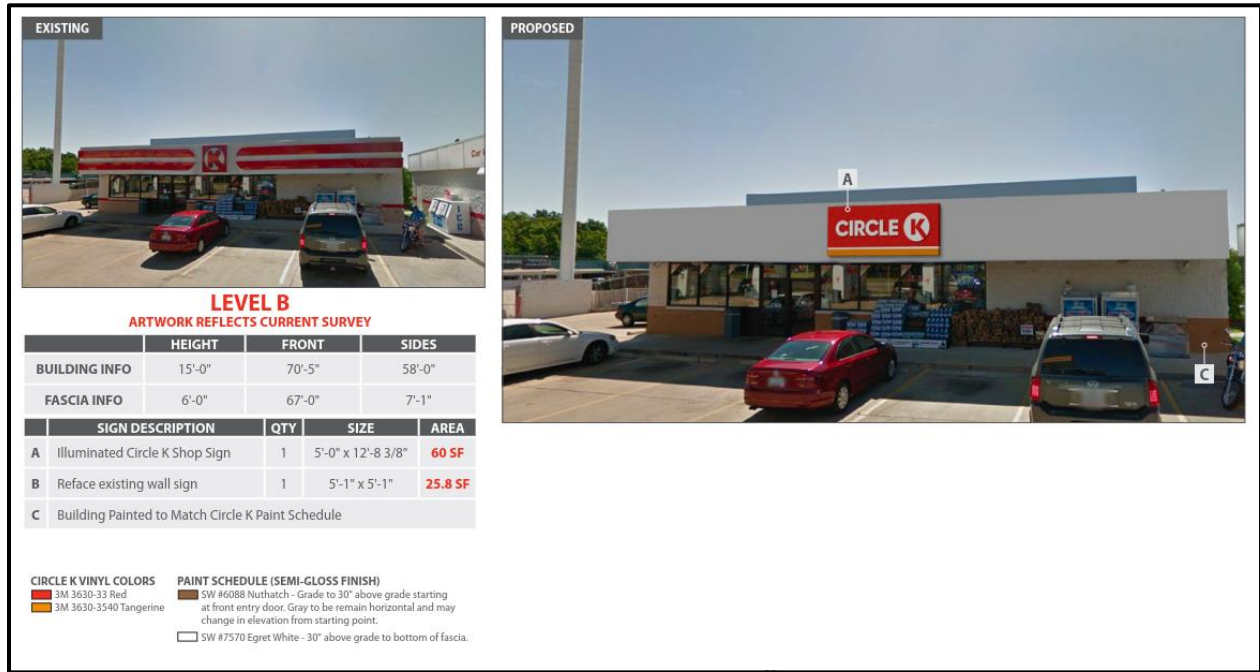 EXISTING
K
Car
ICE
LEVEL B
ARTWORK REFLECTS CURRENT SURVEY
HEIGHT FRONT SIDES
BUILDING INFO 15'-0" 70'-5" 58'-0"
FASCIA INFO 6'-0" 67'-0" 7'-1"
SIGN DESCRIPTION QTY SIZE AREA
A Illuminated Circle K Shop Sign 1 5'-0" x 12'-8 3/8" 60 SF
B Reface existing wall sign 1 5'-1" x 5'-1" 25.8 SF
C Building Painted to Match Circle K Paint Schedule
CIRCLE K VINYL COLORS
3M 3630-33 Red
3M 3630-3540 Tangerine
PAINT SCHEDULE (SEMI-GLOSS FINISH)
SW #6088 Nuthatch - Grade to 30" above grade starting
at front entry door. Gray to be remain horizontal and may
change in elevation from starting point.
SW #7570 Egret White - 30" above grade to bottom of fascia.
PROPOSED
A
CIRCLE K
C